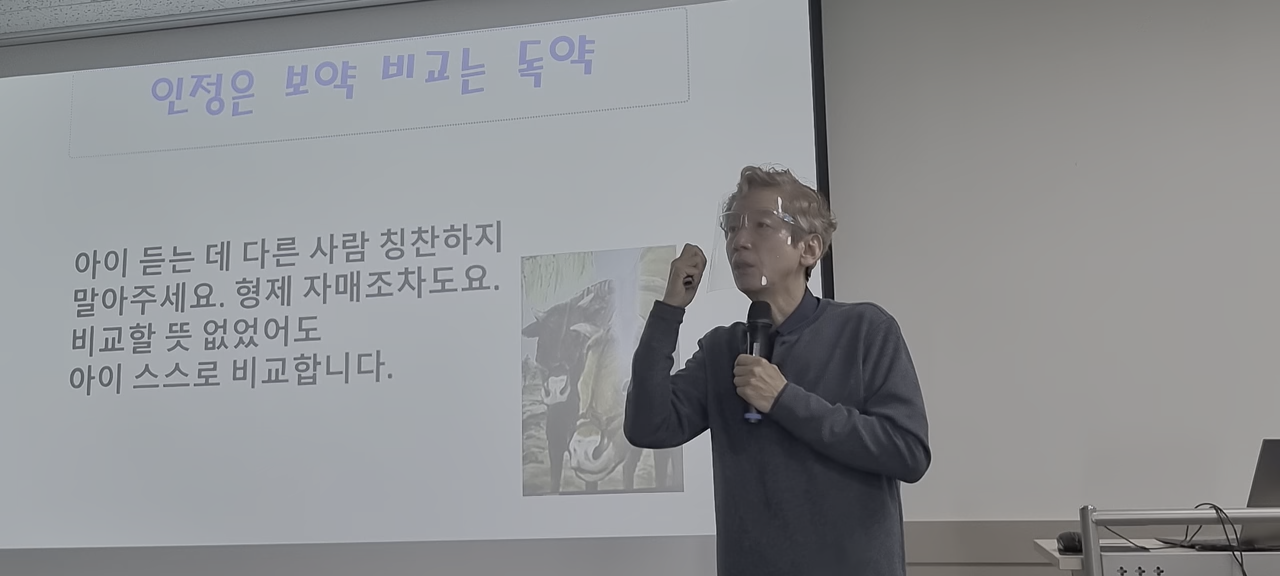 인정은 보약 비교는 독약
아이 듣는 데 다른 사람 칭찬하지
말아주세요. 형제 자매조차도요.
비교할 뜻 없었어도
아이 스스로 비교합니다.